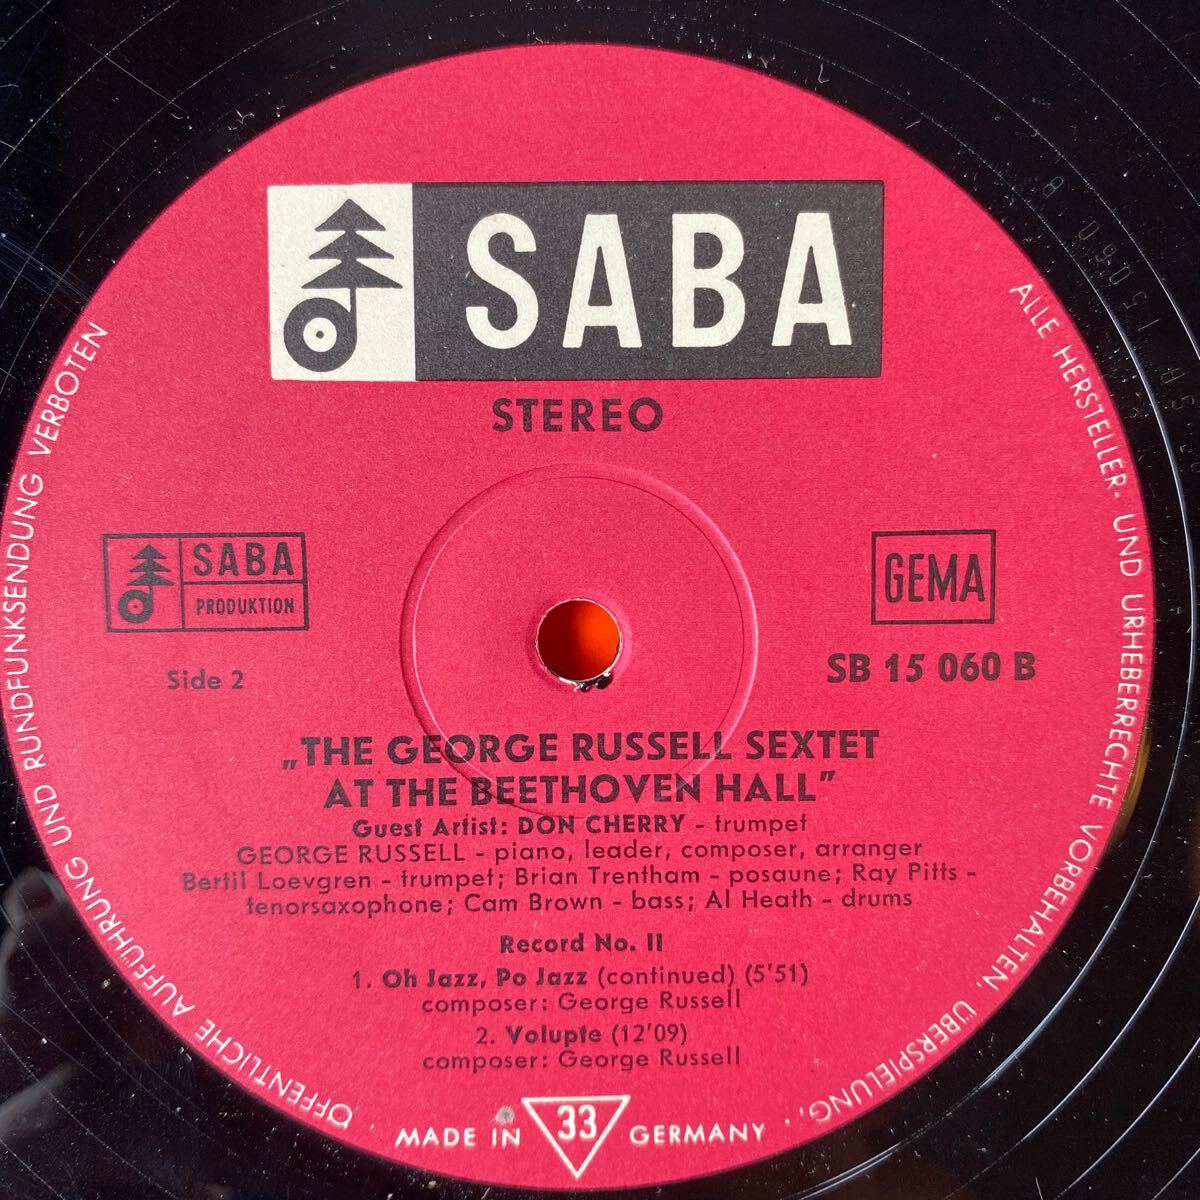 SABA
STEREO
SABA
PRODUKTION
GEMA
Side 2
SB 15 060 B
„THE GEORGE RUSSELL SEXTET
AT THE BEETHOVEN HALL”
Guest Artist: DON CHERRY - trumpet
GEORGE RUSSELL - piano, leader, composer, arranger
Bertil Loevgren - trumpet; Brian Trentham - posaune; Ray Pitts -
tenorsaxophone; Cam Brown - bass; Al Heath - drums
Record No. II
1. Oh Jazz, Po Jazz (continued) (5'51)
composer: George Russell
2. Volupte (12'09)
composer: George Russell
MADE IN 33 GERMANY
ALLE HERSTELLER- UND URHEBERRECHTE VORBEHALTEN. ÜBERSPIELUNG,
ÖFFENTLICHE AUFFÜHRUNG UND RUNDFUNKSENDUNG VERBOTEN